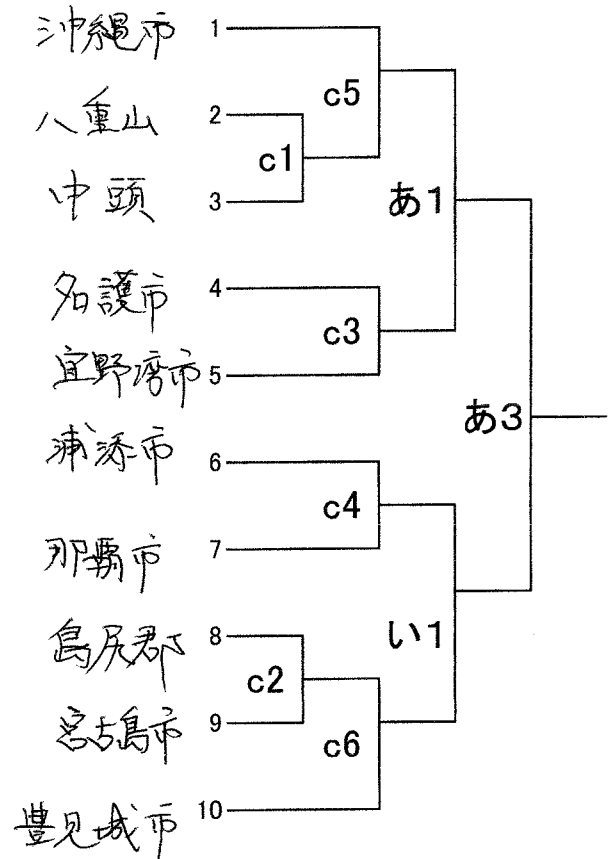 沖縄市 1
c5
八重山 2
c1
中頭 3
あ1
名護市 4
c3
宜野湾市 5
あ3
浦添市 6
c4
那覇市 7
島尻郡 8
い1
c2
宮古島市 9
c6
豊見城市 10